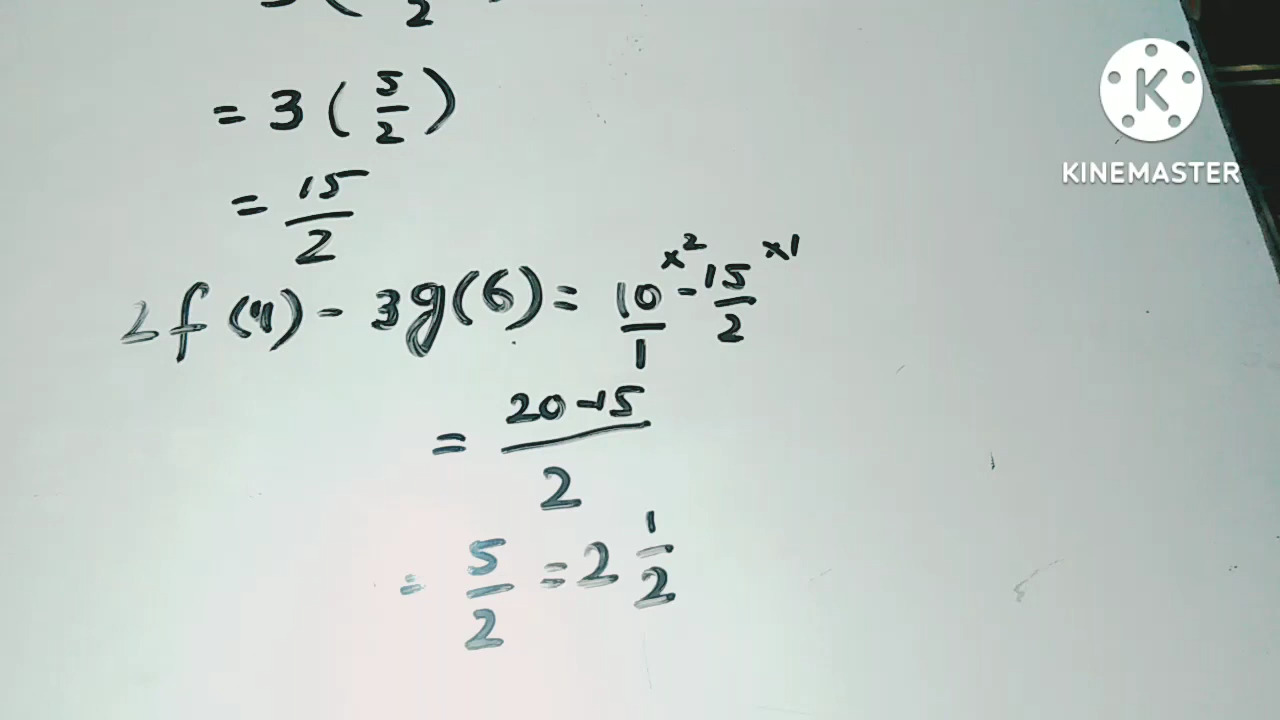 = 3 ( 5/2 )
= 15/2
2f(4) - 3g(6) = 10/1 ×2 - 15/2 ×1
= 20-15/2
= 5/2 = 2 1/2
K
KINEMASTER